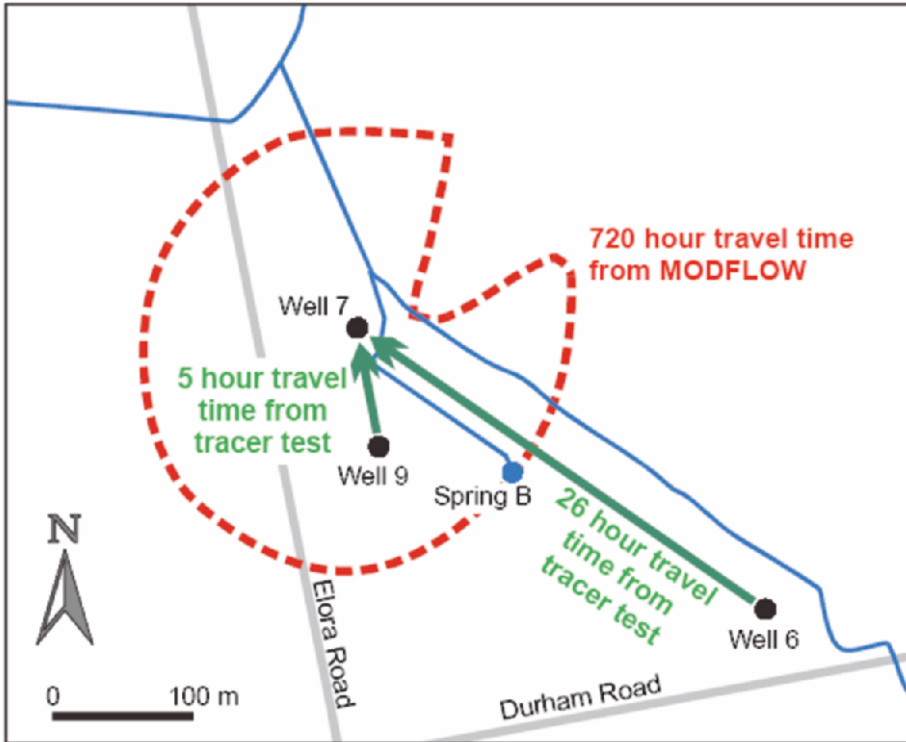 720 hour travel time
from MODFLOW
Well 7
5 hour travel
time from
tracer test
Well 9
Spring B
26 hour travel
time from
tracer test
Well 6
N
Elora Road
0 100 m
Durham Road